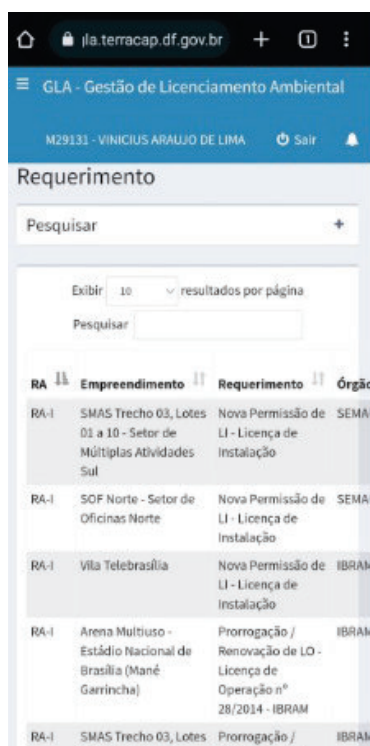 la.terracap.df.gov.br
1
GLA - Gestão de Licenciamento Ambiental
M29131 - VINICIUS ARAUJO DE LIMA Sair
Requerimento
Pesquisar +
Exibir 10 resultados por página
Pesquisar
RA Empreendimento Requerimento Órgão
RA-I SMAS Trecho 03, Lotes Nova Permissão de SEMA
01 a 10 - Setor de LI - Licença de
Múltiplas Atividades Instalação
Sul
RA-I SOF Norte - Setor de Nova Permissão de SEMA
Oficinas Norte LI - Licença de
Instalação
RA-I Vila Telebrasília Nova Permissão de IBRAM
LI - Licença de
Instalação
RA-I Arena Multiuso - Prorrogação / IBRAM
Estádio Nacional de Renovação de LO -
Brasília (Mané Licença de
Garrincha) Operação nº
28/2014 - IBRAM
RA-I SMAS Trecho 03, Lotes Prorrogação / IBRAM